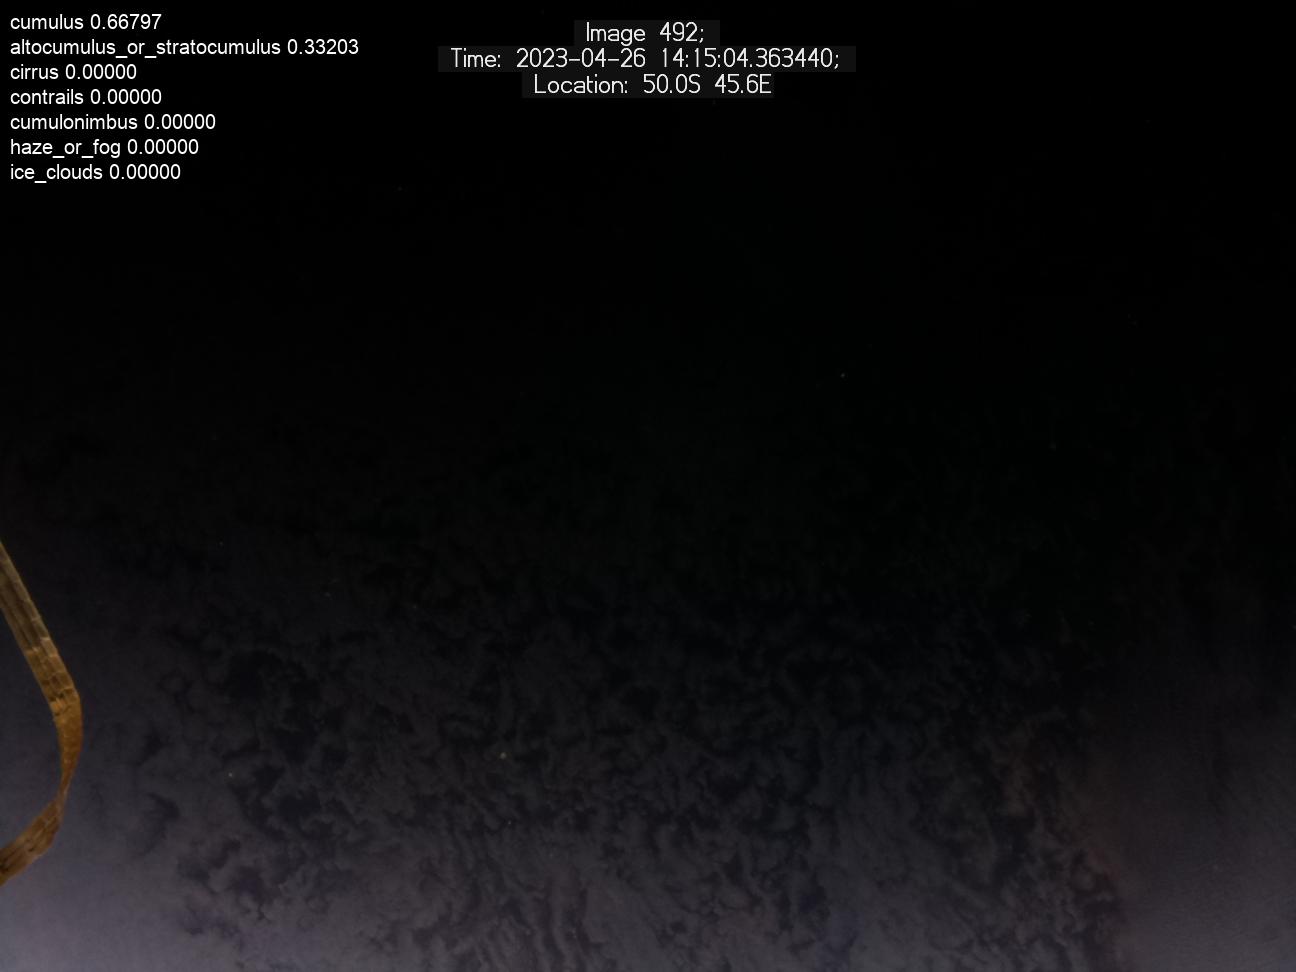 cumulus 0.66797
altocumulus_or_stratocumulus 0.33203
cirrus 0.00000
contrails 0.00000
cumulonimbus 0.00000
haze_or_fog 0.00000
ice_clouds 0.00000
Image 492;
Time: 2023-04-26 14:15:04.363440;
Location: 50.0S 45.6E